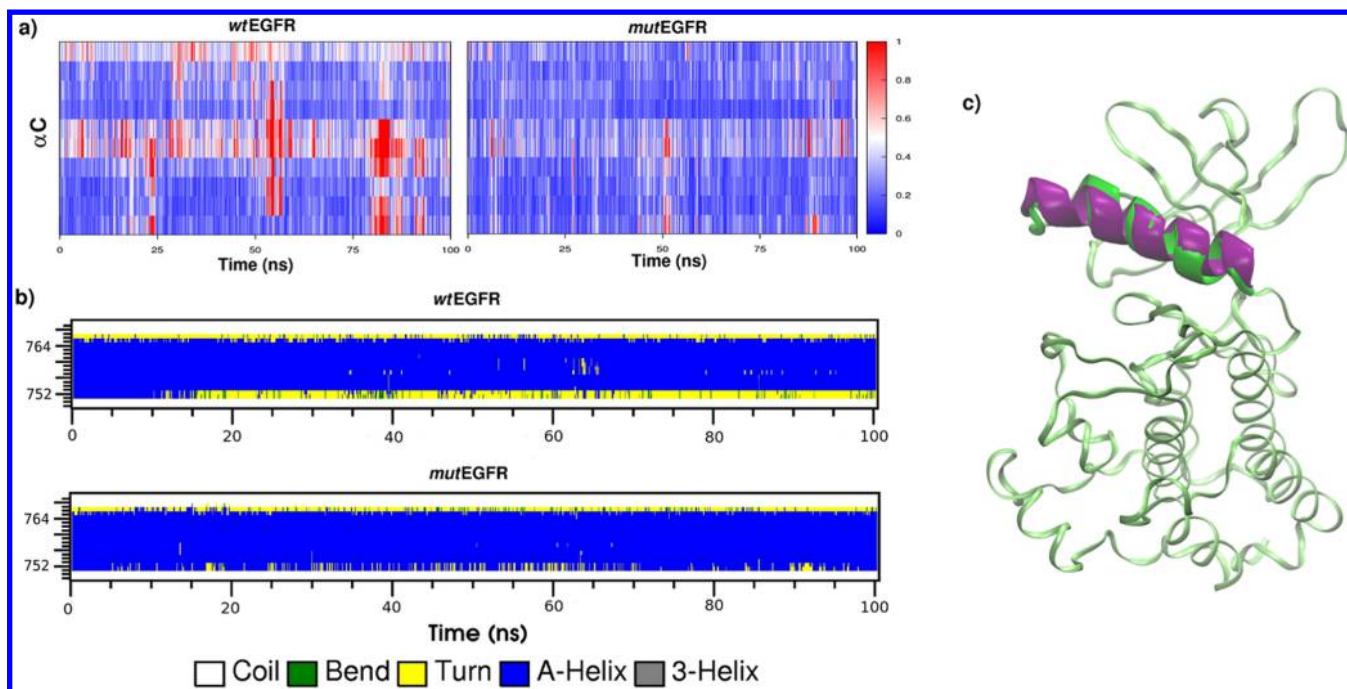 a)
wtEGFR
mutEGFR
αC
1
0.8
0.6
0.4
0.2
0
0 25 50 75 100
0 25 50 75 100
Time (ns)
Time (ns)
b)
wtEGFR
764
752
0 20 40 60 80 100
mutEGFR
764
752
0 20 40 60 80 100
Time (ns)
Coil Bend Turn A-Helix 3-Helix
c)